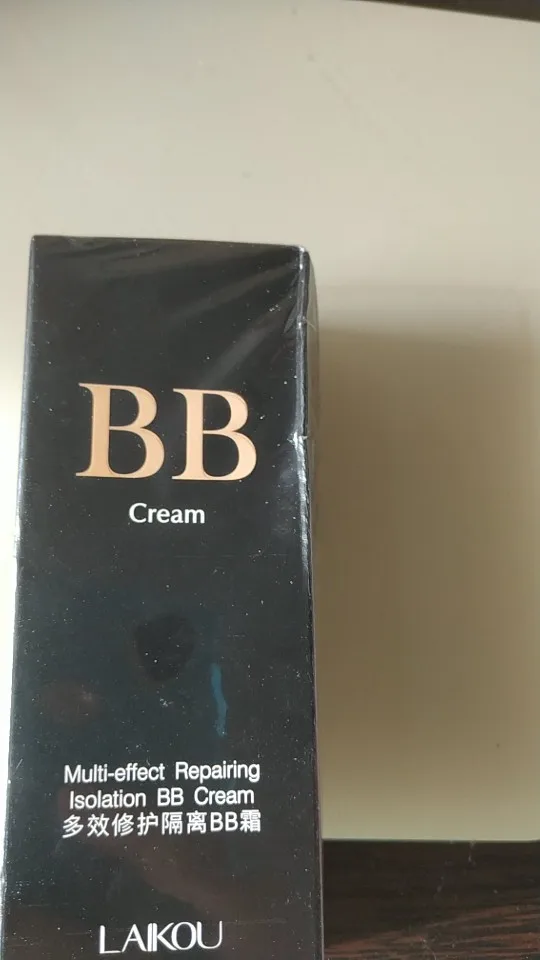 BB
Cream
Multi-effect Repairing
Isolation BB Cream
多效修护隔离BB霜
LAIKOU